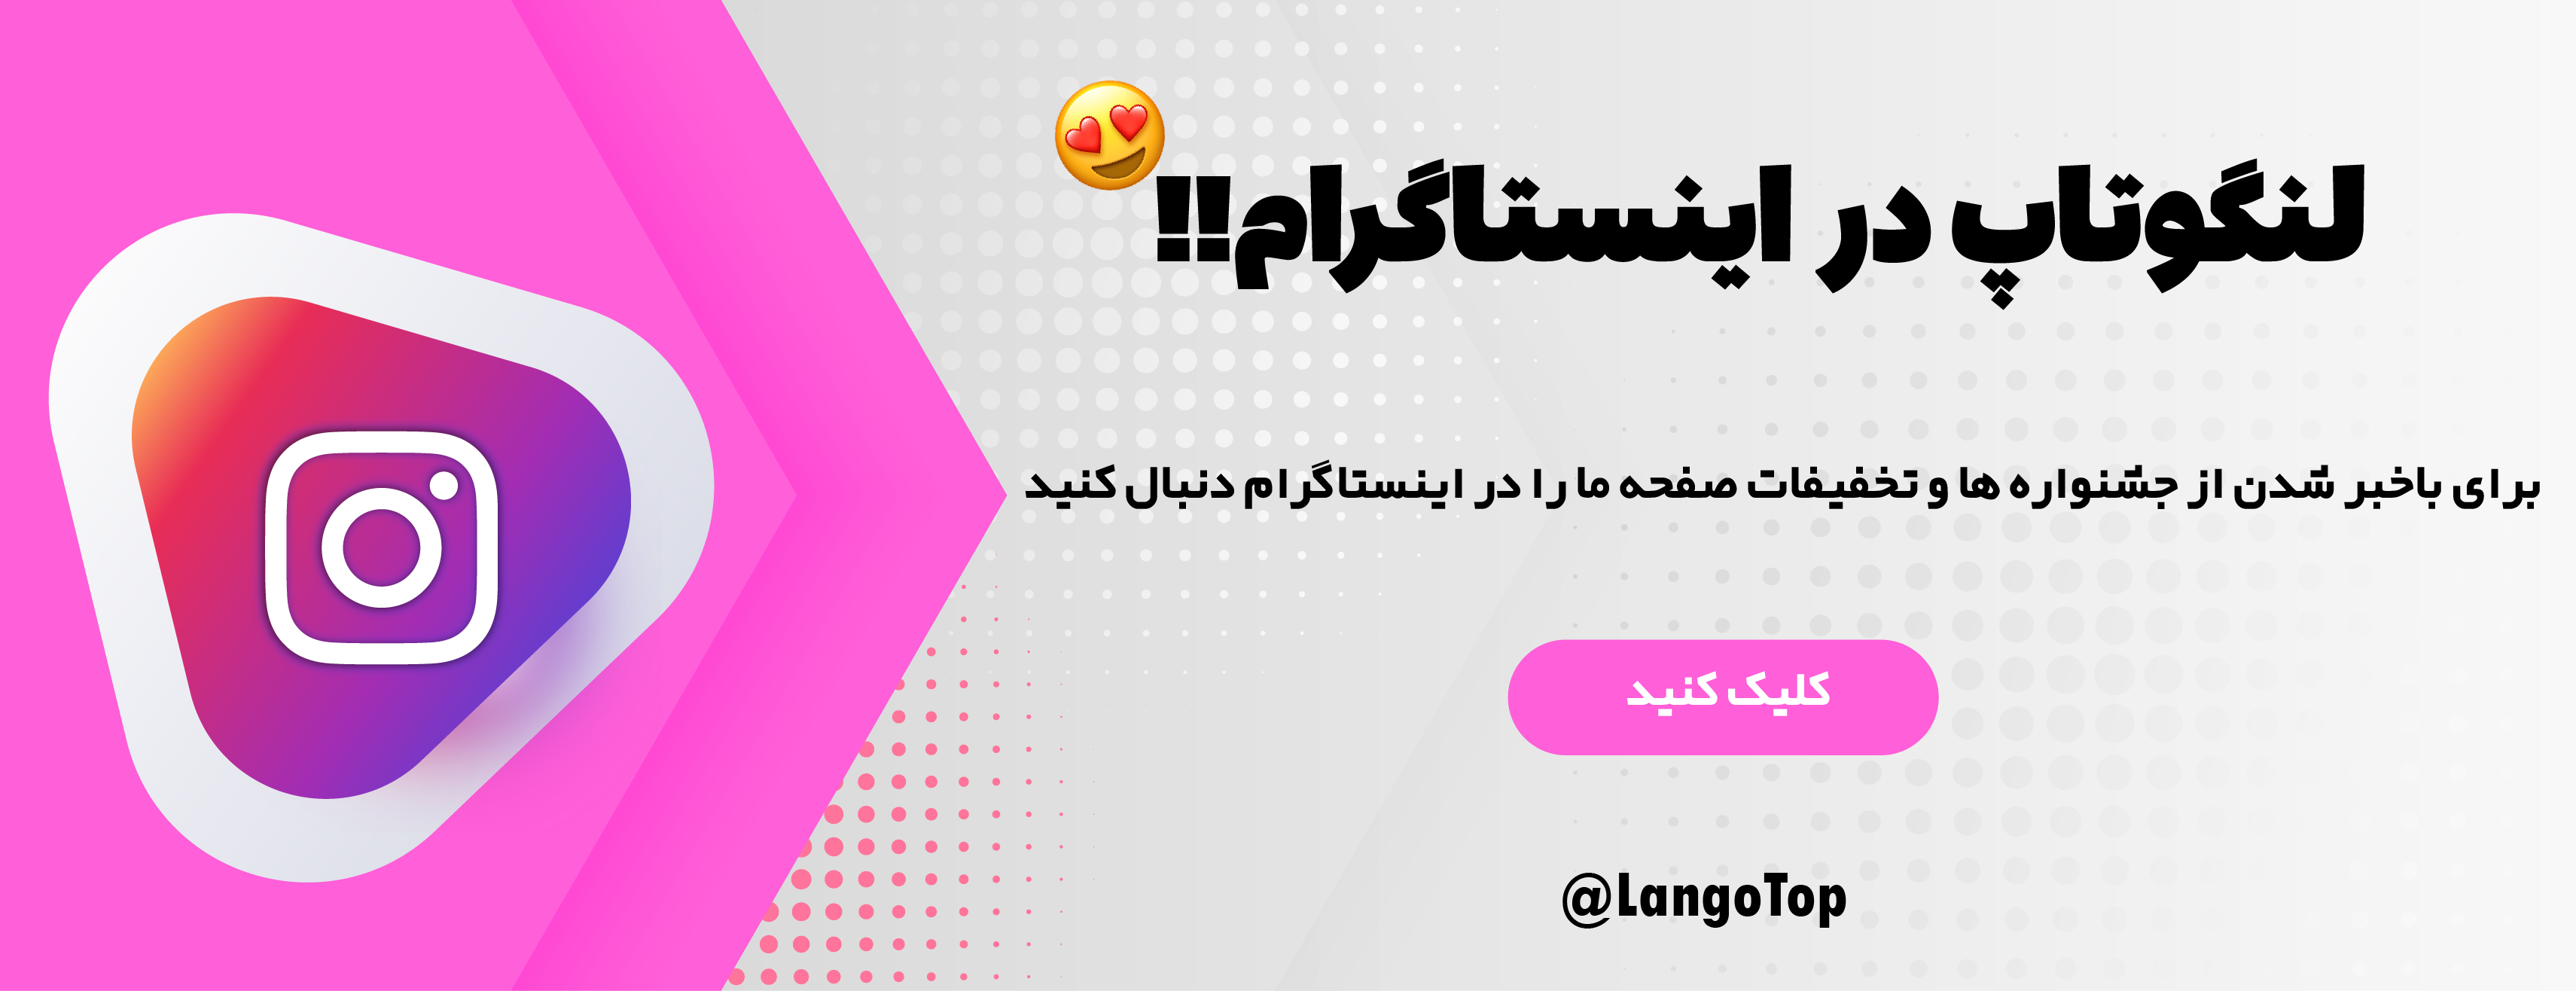 لنگوتاپ در اینستاگرام!!
برای باخبر شدن از جشنواره ها و تخفیفات صفحه ما را در اینستاگرام دنبال کنید
کلیک کنید
@LangoTop